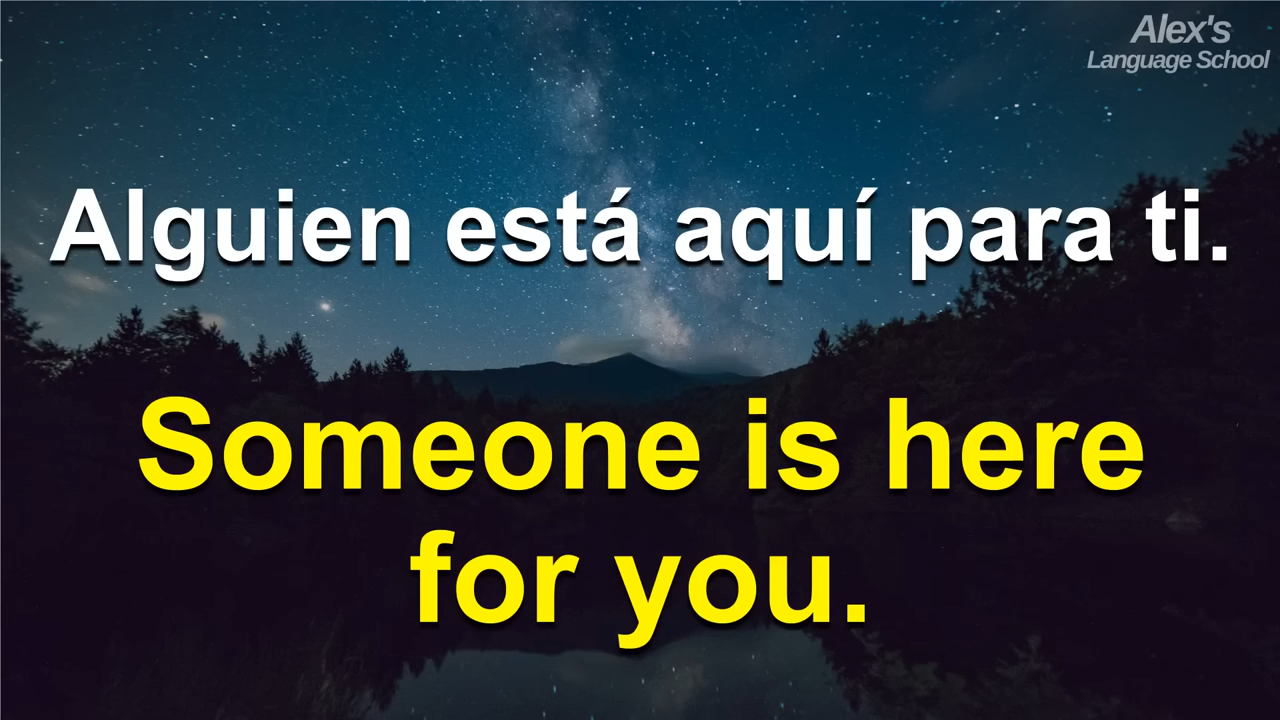 Alex's
Language School
Alguien está aquí para ti.
Someone is here
for you.